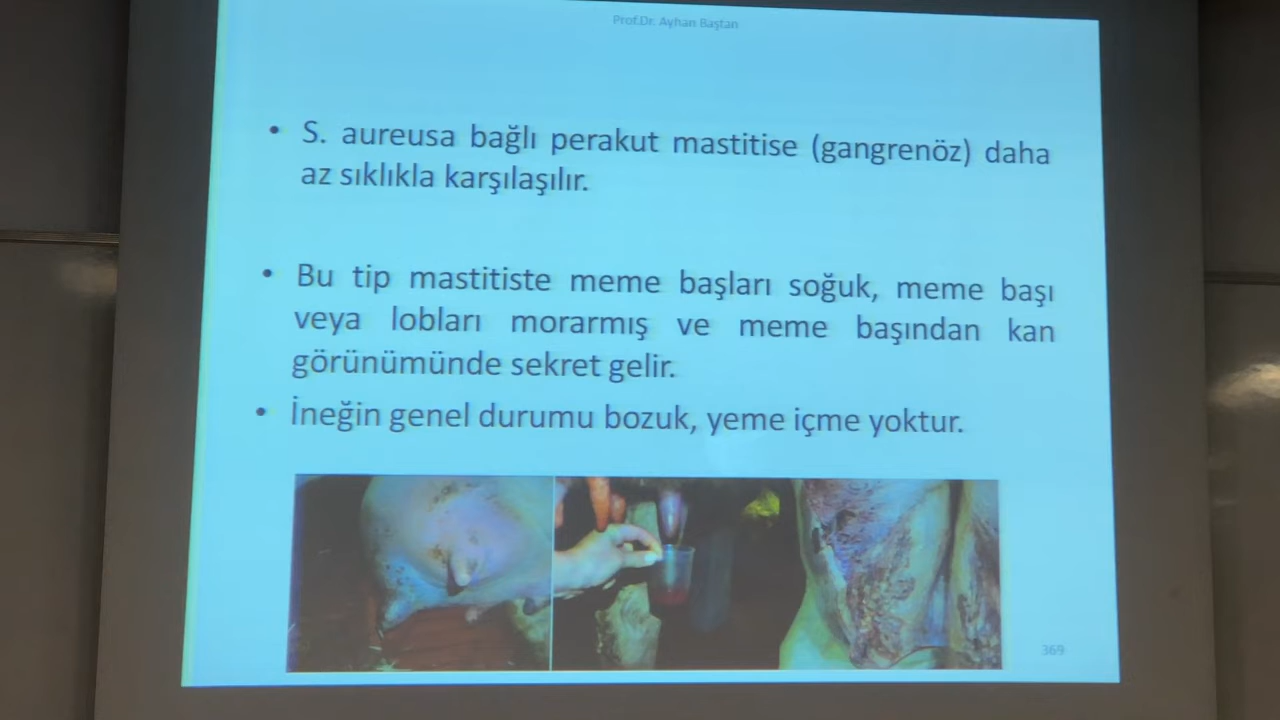 Prof.Dr. Ayhan Baştan
• S. aureusa bağlı perakut mastitise (gangrenöz) daha
az sıklıkla karşılaşılır.
• Bu tip mastitiste meme başları soğuk, meme başı
veya lobları morarmış ve meme başından kan
görünümünde sekret gelir.
• İneğin genel durumu bozuk, yeme içme yoktur.
369